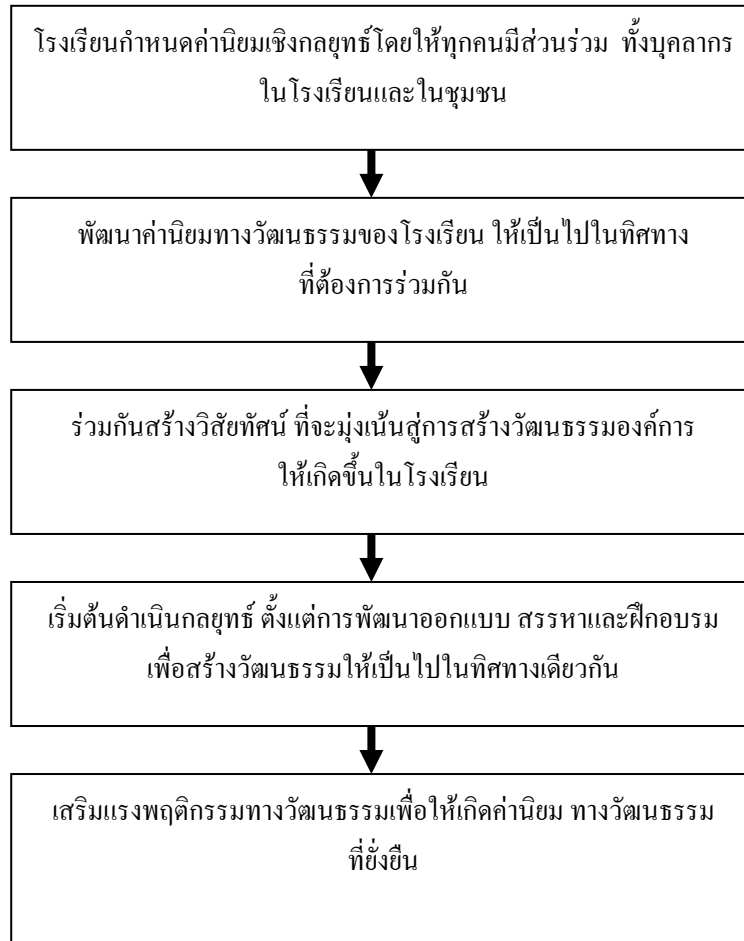 โรงเรียนกำหนดค่านิยมเชิงกลยุทธ์โดยให้ทุกคนมีส่วนร่วม ทั้งบุคลากร
ในโรงเรียนและในชุมชน
พัฒนาค่านิยมทางวัฒนธรรมของโรงเรียน ให้เป็นไปในทิศทาง
ที่ต้องการร่วมกัน
ร่วมกันสร้างวิสัยทัศน์ ที่จะมุ่งเน้นสู่การสร้างวัฒนธรรมองค์การ
ให้เกิดขึ้นในโรงเรียน
เริ่มต้นดำเนินกลยุทธ์ ตั้งแต่การพัฒนาออกแบบ สรรหาและฝึกอบรม
เพื่อสร้างวัฒนธรรมให้เป็นไปในทิศทางเดียวกัน
เสริมแรงพฤติกรรมทางวัฒนธรรมเพื่อให้เกิดค่านิยม ทางวัฒนธรรม
ที่ยั่งยืน